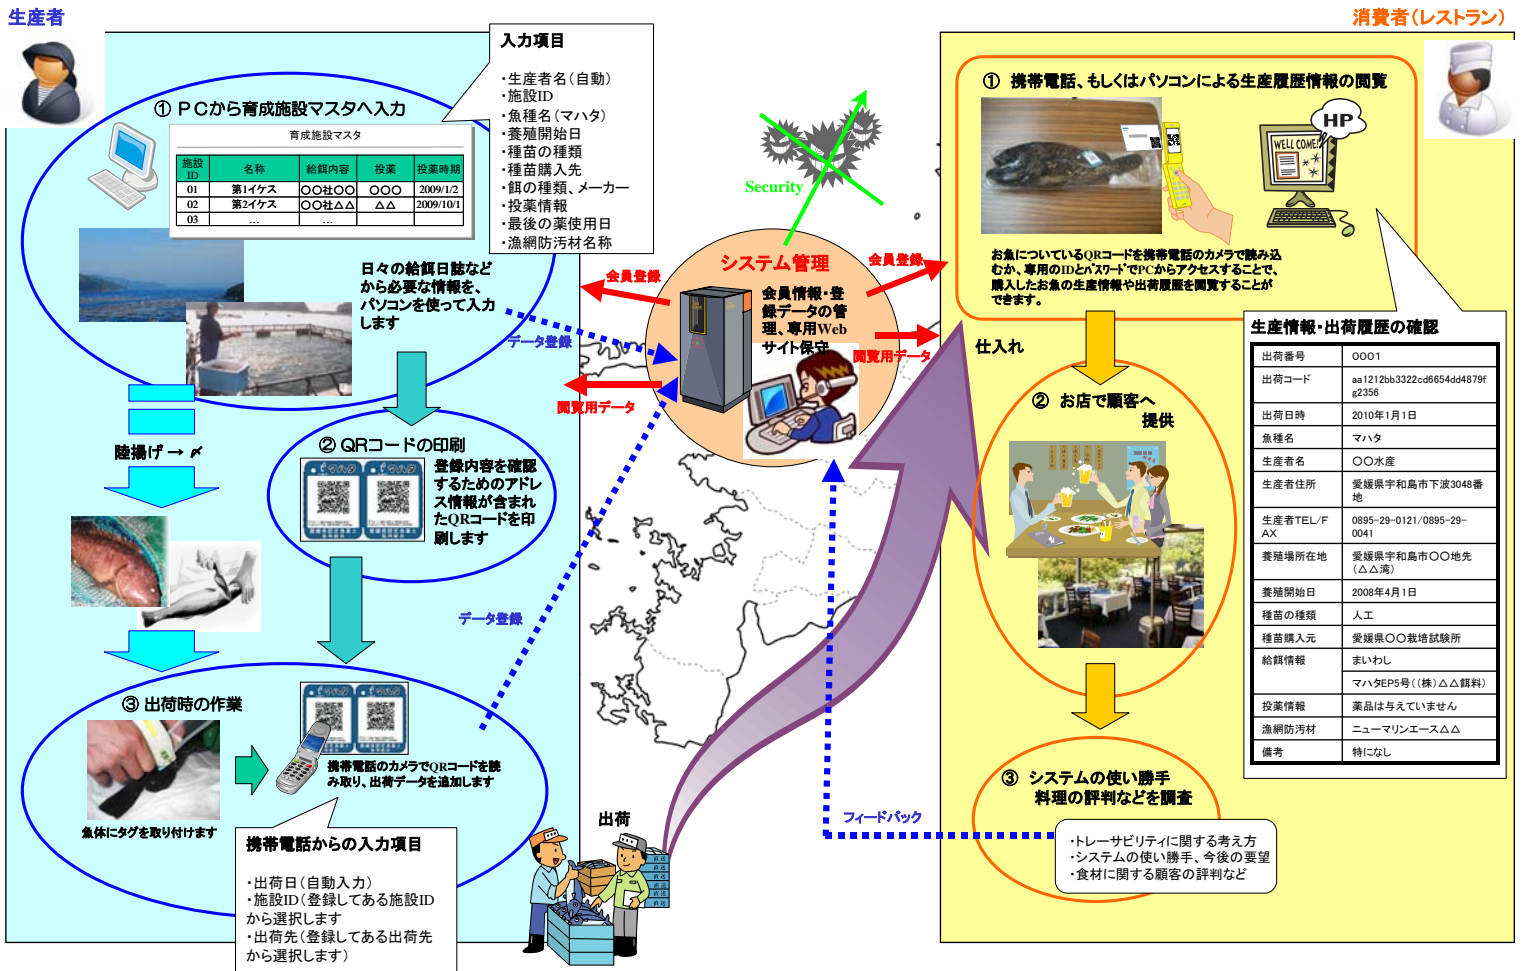 生産者
消費者(レストラン)
① PCから育成施設マスタへ入力
育成施設マスタ
施設ID 名称 給餌内容 投薬 投薬時期
01 第1イケス 〇〇社〇〇 〇〇〇 2009/1/2
02 第2イケス 〇〇社△△ △△ 2009/10/1
03 … …
入力項目
・生産者名(自動)
・施設ID
・魚種名(マハタ)
・養殖開始日
・種苗の種類
・種苗購入先
・餌の種類、メーカー
・投薬情報
・最後の薬使用日
・漁網防汚材名称
日々の給餌日誌など
から必要な情報を、
パソコンを使って入力
します
陸揚げ → 〆
② QRコードの印刷
登録内容を確認
するためのアドレ
ス情報が含まれ
たQRコードを印
刷します
③ 出荷時の作業
魚体にタグを取り付けます
携帯電話のカメラでQRコードを読
み取り、出荷データを追加します
携帯電話からの入力項目
・出荷日(自動入力)
・施設ID(登録してある施設ID
から選択します
・出荷先(登録してある出荷先
から選択します)
Security
システム管理
会員情報・登
録データの管
理、専用Web
サイト保守
会員登録
会員登録
データ登録
閲覧用データ
閲覧用データ
データ登録
仕入れ
出荷
直送
直送
直送
直送
直送
フィードバック
① 携帯電話、もしくはパソコンによる生産履歴情報の閲覧
HP
WELL COME!
お魚についているQRコードを携帯電話のカメラで読み込
むか、専用のIDとパスワードでPCからアクセスすることで、
購入したお魚の生産情報や出荷履歴を閲覧することが
できます。
② お店で顧客へ
提供
③ システムの使い勝手
料理の評判などを調査
・トレーサビリティに関する考え方
・システムの使い勝手、今後の要望
・食材に関する顧客の評判など
生産情報・出荷履歴の確認
出荷番号 0001
出荷コード aa1212bb3322cd6654dd4879f
g2356
出荷日時 2010年1月1日
魚種名 マハタ
生産者名 〇〇水産
生産者住所 愛媛県宇和島市下波3048番
地
生産者TEL/F
AX 0895-29-0121/0895-29-
0041
養殖場所在地 愛媛県宇和島市〇〇地先
(△△湾)
養殖開始日 2008年4月1日
種苗の種類 人工
種苗購入元 愛媛県〇〇栽培試験所
給餌情報 まいわし
マハタEP5号((株)△△餌料)
投薬情報 薬品は与えていません
漁網防汚材 ニューマリンエース△△
備考 特になし